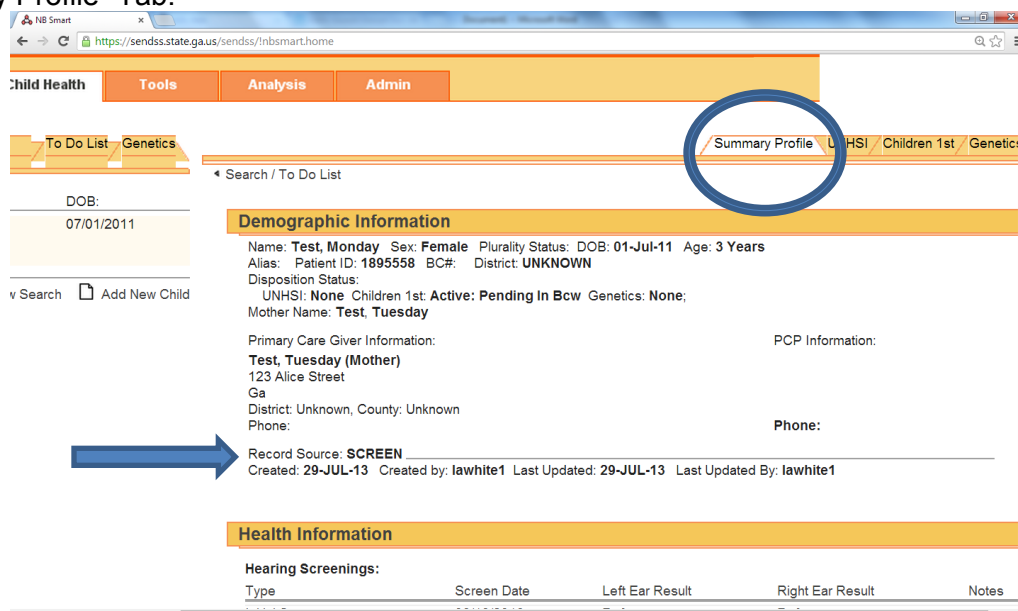 Profile Tab.
NB Smart
https://sendss.state.ga.us/sendss/!nbsmart.home
Child Health Tools Analysis Admin
To Do List Genetics
Summary Profile UNHSI Children 1st Genetics
Search / To Do List
DOB:
07/01/2011
Search Add New Child
Demographic Information
Name: Test, Monday Sex: Female Plurality Status: DOB: 01-Jul-11 Age: 3 Years
Alias: Patient ID: 1895558 BC#: District: UNKNOWN
Disposition Status:
UNHSI: None Children 1st: Active: Pending In Bcw Genetics: None;
Mother Name: Test, Tuesday
Primary Care Giver Information: PCP Information:
Test, Tuesday (Mother)
123 Alice Street
Ga
District: Unknown, County: Unknown
Phone: Phone:
Record Source: SCREEN
Created: 29-JUL-13 Created by: lawhite1 Last Updated: 29-JUL-13 Last Updated By: lawhite1
Health Information
Hearing Screenings:
Type Screen Date Left Ear Result Right Ear Result Notes